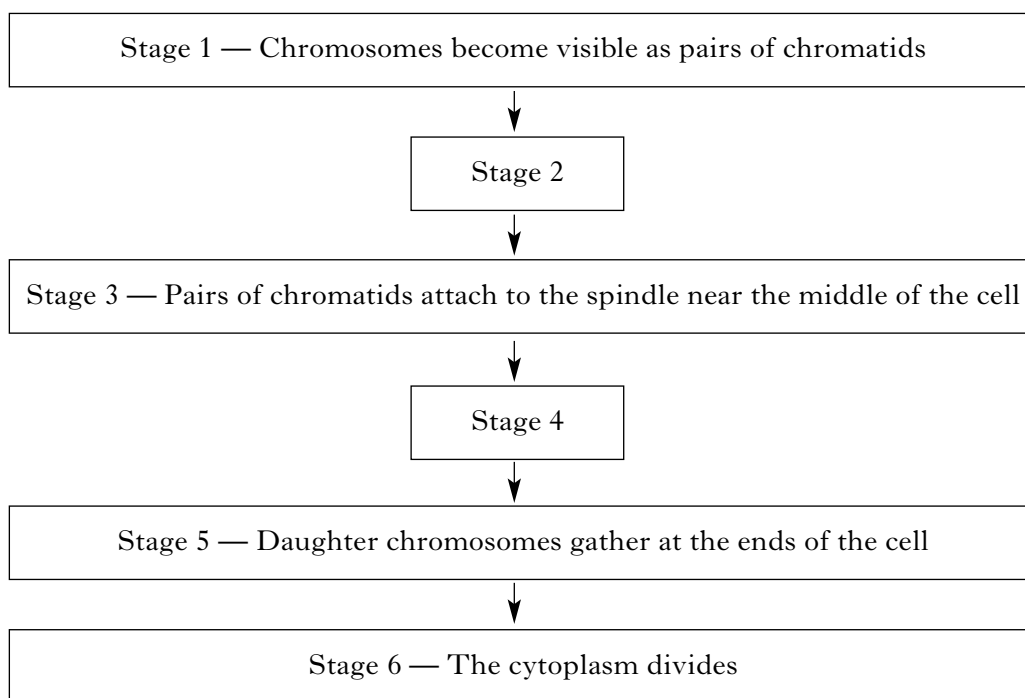 Stage 1 — Chromosomes become visible as pairs of chromatids
Stage 2
Stage 3 — Pairs of chromatids attach to the spindle near the middle of the cell
Stage 4
Stage 5 — Daughter chromosomes gather at the ends of the cell
Stage 6 — The cytoplasm divides